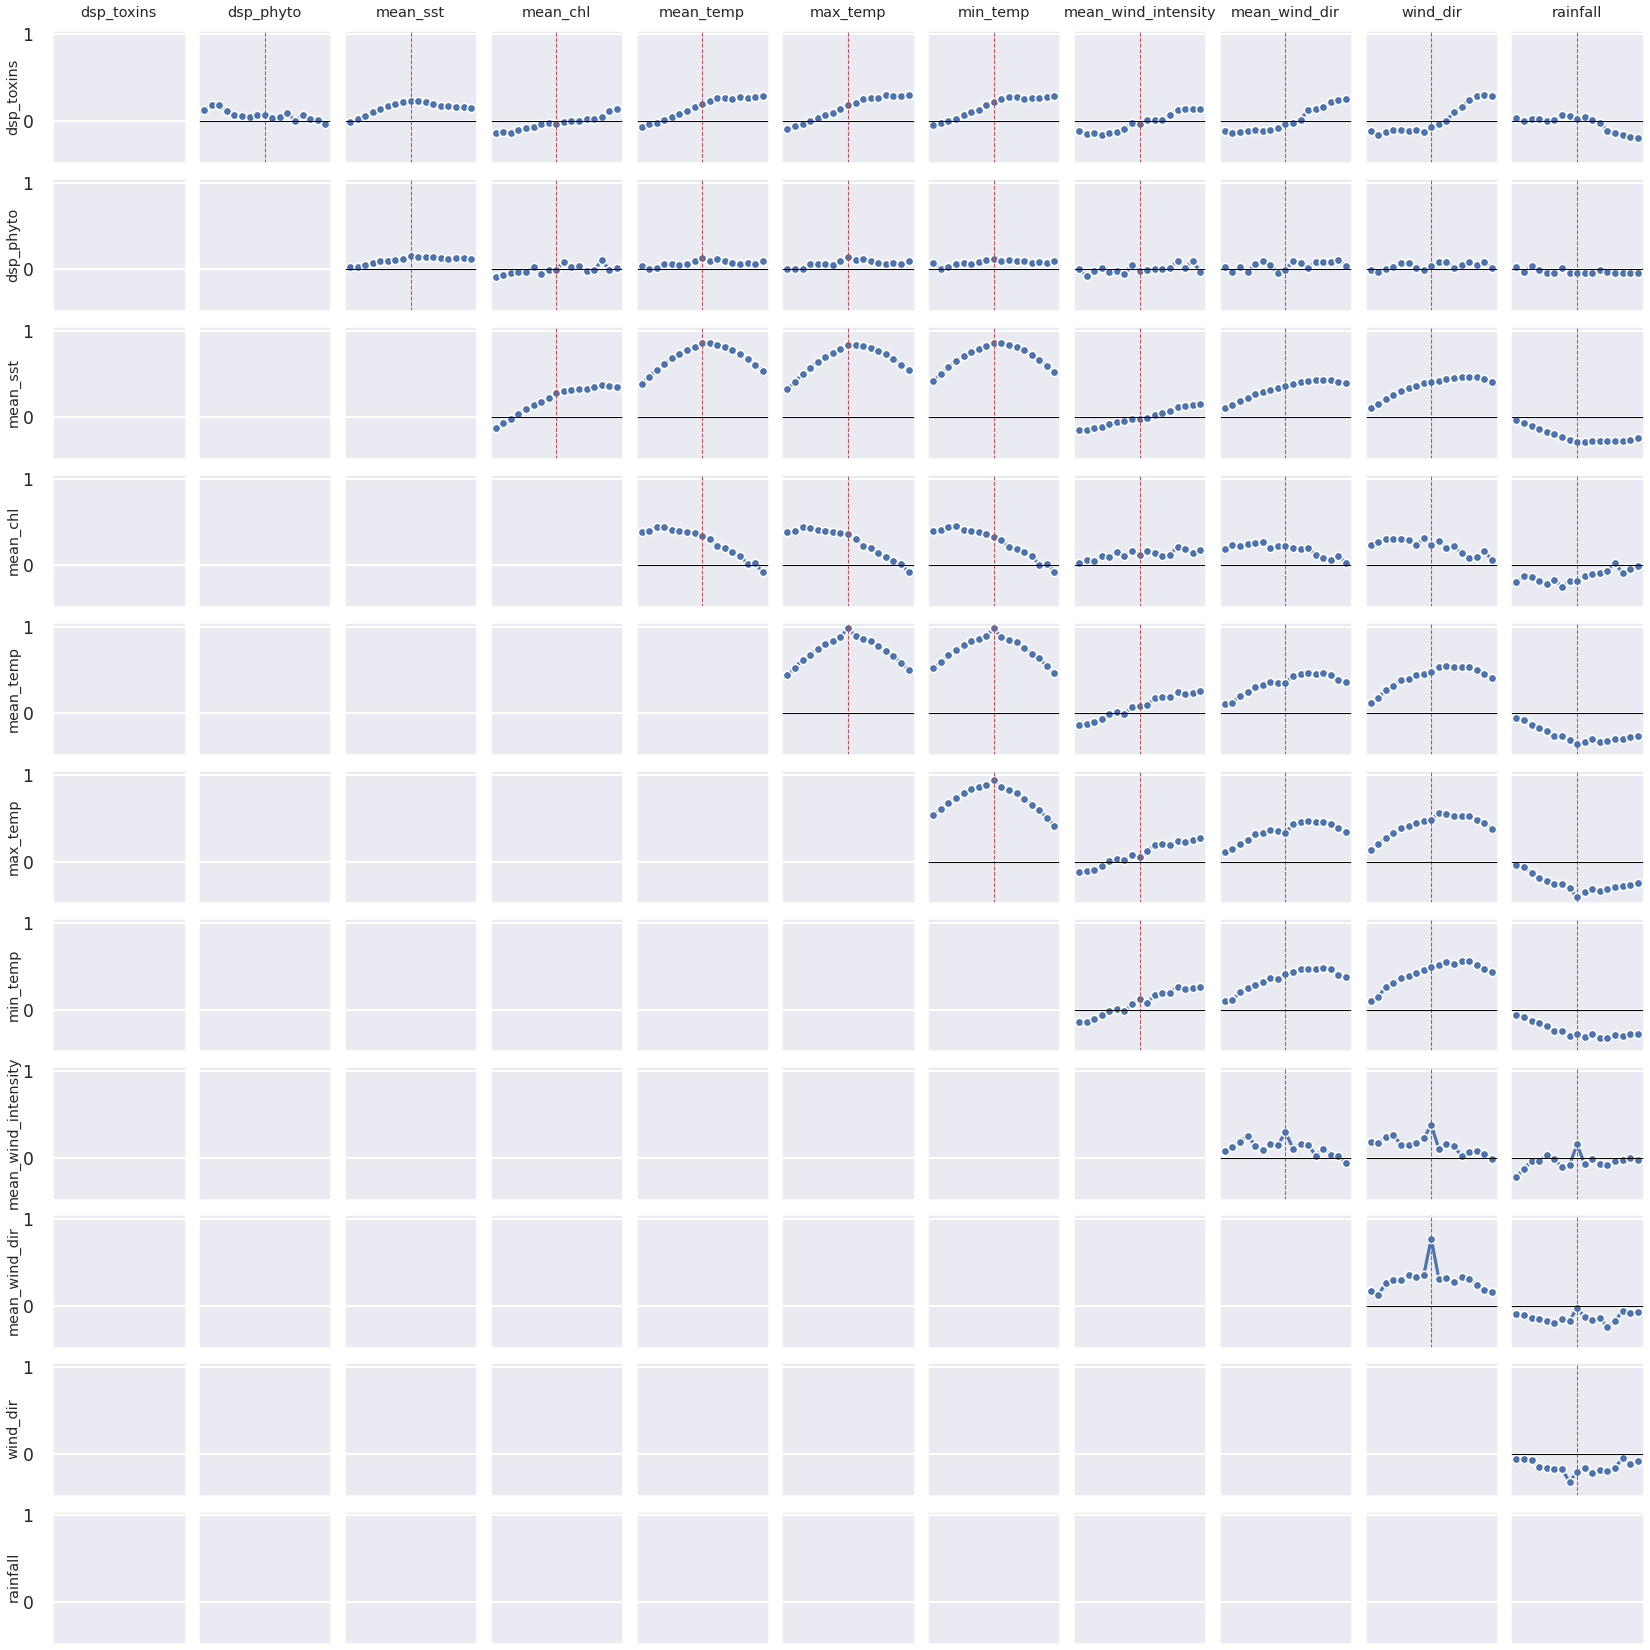 dsp_toxins dsp_phyto mean_sst mean_chl mean_temp max_temp min_temp mean_wind_intensity mean_wind_dir wind_dir rainfall
1
dsp_toxins
0
1
dsp_phyto
0
1
mean_sst
0
1
mean_chl
0
1
mean_temp
0
1
max_temp
0
1
min_temp
0
1
mean_wind_intensity
0
1
mean_wind_dir
0
1
wind_dir
0
1
rainfall
0